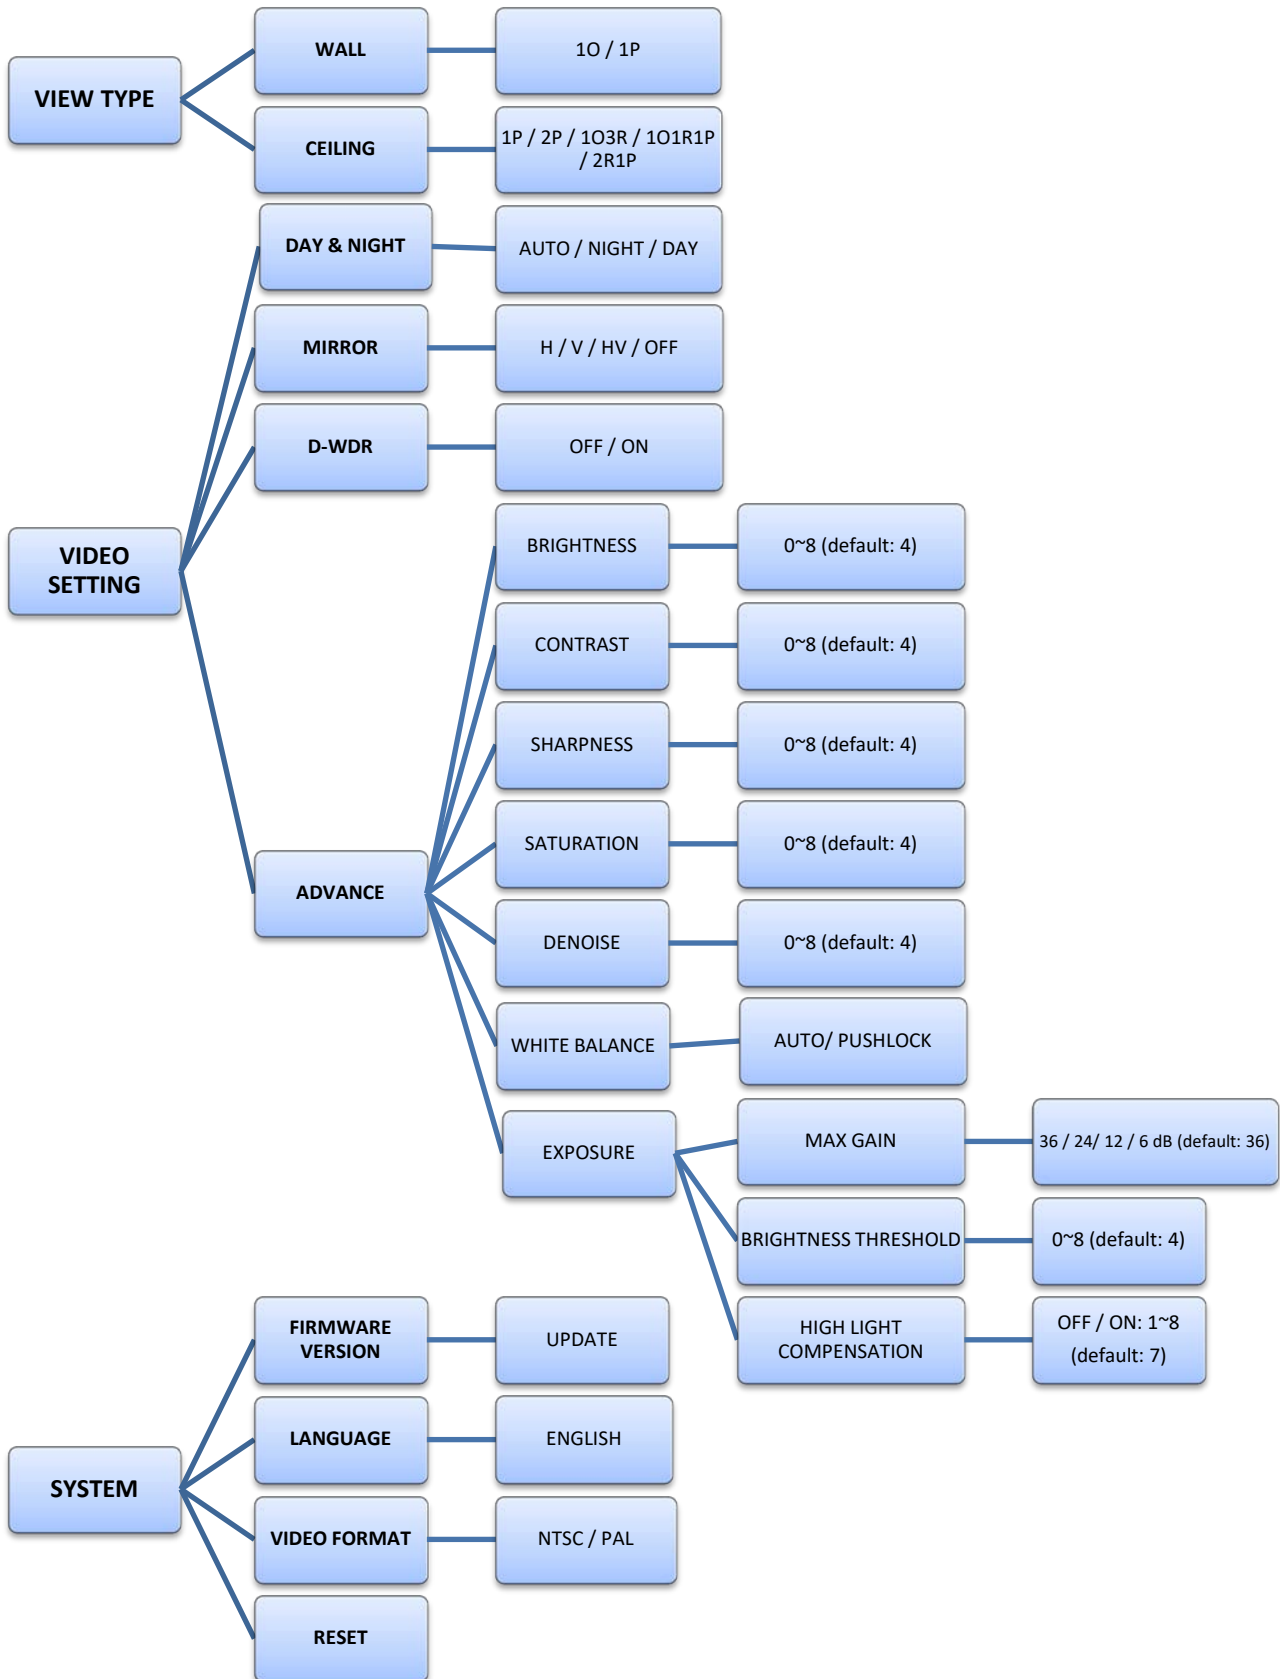 VIEW TYPE
WALL
1O / 1P
CEILING
1P / 2P / 1O3R / 1O1R1P
/ 2R1P
VIDEO
SETTING
DAY & NIGHT
AUTO / NIGHT / DAY
MIRROR
H / V / HV / OFF
D-WDR
OFF / ON
ADVANCE
BRIGHTNESS
0~8 (default: 4)
CONTRAST
0~8 (default: 4)
SHARPNESS
0~8 (default: 4)
SATURATION
0~8 (default: 4)
DENOISE
0~8 (default: 4)
WHITE BALANCE
AUTO/ PUSHLOCK
EXPOSURE
MAX GAIN
36 / 24/ 12 / 6 dB (default: 36)
BRIGHTNESS THRESHOLD
0~8 (default: 4)
HIGH LIGHT
COMPENSATION
OFF / ON: 1~8
(default: 7)
SYSTEM
FIRMWARE
VERSION
UPDATE
LANGUAGE
ENGLISH
VIDEO FORMAT
NTSC / PAL
RESET